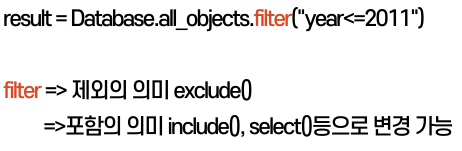 result = Database.all_objects.filter("year<=2011")
filter => 제외의 의미 exclude()
=>포함의 의미 include(), select()등으로 변경 가능